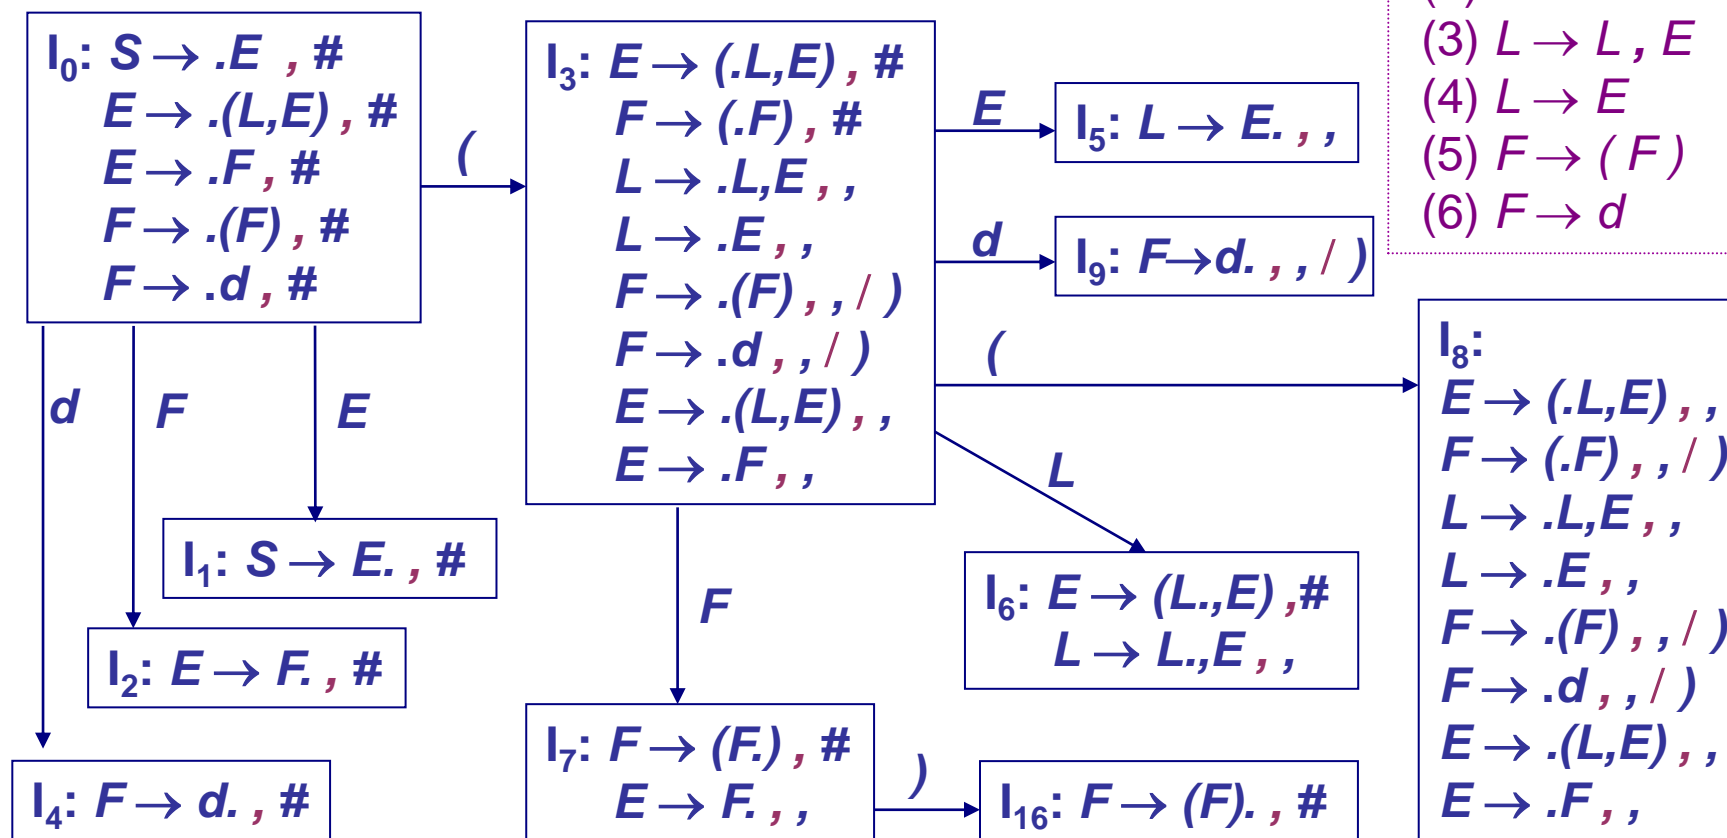 I0: S → .E , #
E → .(L,E) , #
E → .F , #
F → .(F) , #
F → .d , #
(
d
F
E
I1: S → E. , #
I2: E → F. , #
I4: F → d. , #
I3: E → (.L,E) , #
F → (.F) , #
L → .L,E , ,
L → .E , ,
F → .(F) , , / )
F → .d , , / )
E → .(L,E) , ,
E → .F , ,
E
I5: L → E. , ,
d
I9: F→d. , , / )
(
L
I6: E → (L.,E) ,#
L → L.,E , ,
F
I7: F → (F.) , #
E → F. , ,
)
I16: F → (F). , #
(3) L → L , E
(4) L → E
(5) F → ( F )
(6) F → d
I8:
E → (.L,E) , ,
F → (.F) , , / )
L → .L,E , ,
L → .E , ,
F → .(F) , , / )
F → .d , , / )
E → .(L,E) , ,
E → .F , ,